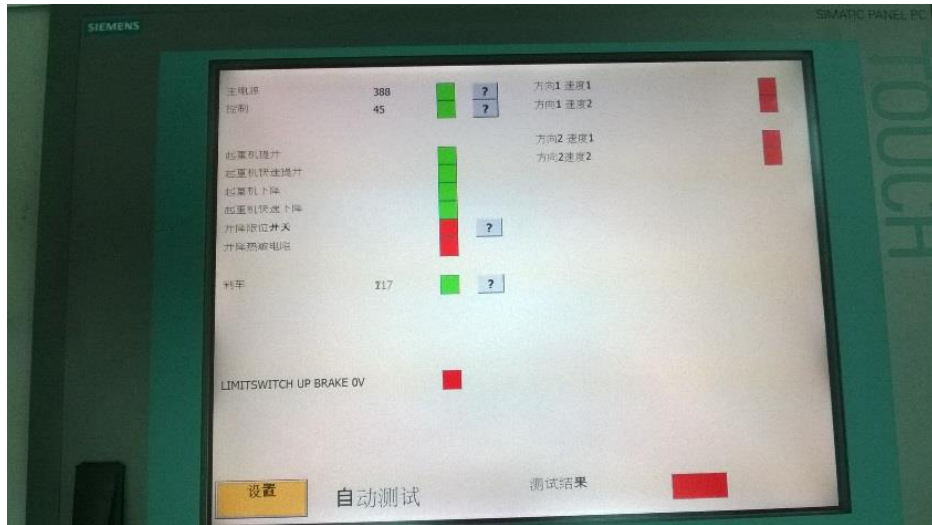 SIEMENS
SIMATIC PANEL PC
TOUCH
主电源 388 ?
控制 45 ?
起重机提升
起重机快速提升
起重机下降
起重机快速下降
升降限位开关 ?
升降热敏电阻
刹车 117 ?
LIMITSWITCH UP BRAKE 0V
方向1 速度1
方向1 速度2
方向2 速度1
方向2速度2
设置
自动测试
测试结果